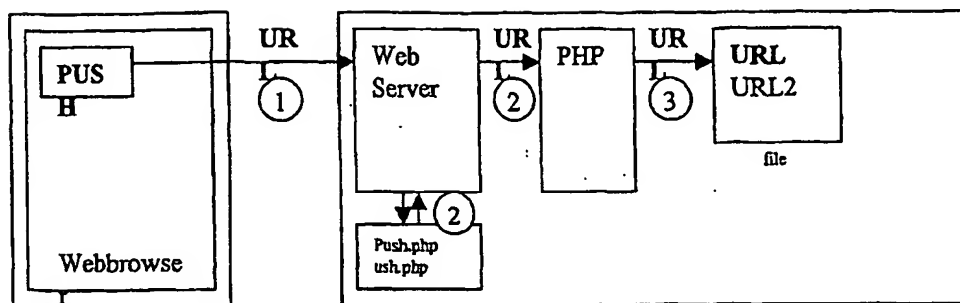 PUS
H
UR
L
1
Web
Server
UR
L
2
PHP
UR
L
3
URL
URL2
file
2
Push.php
ush.php
Webbrowse